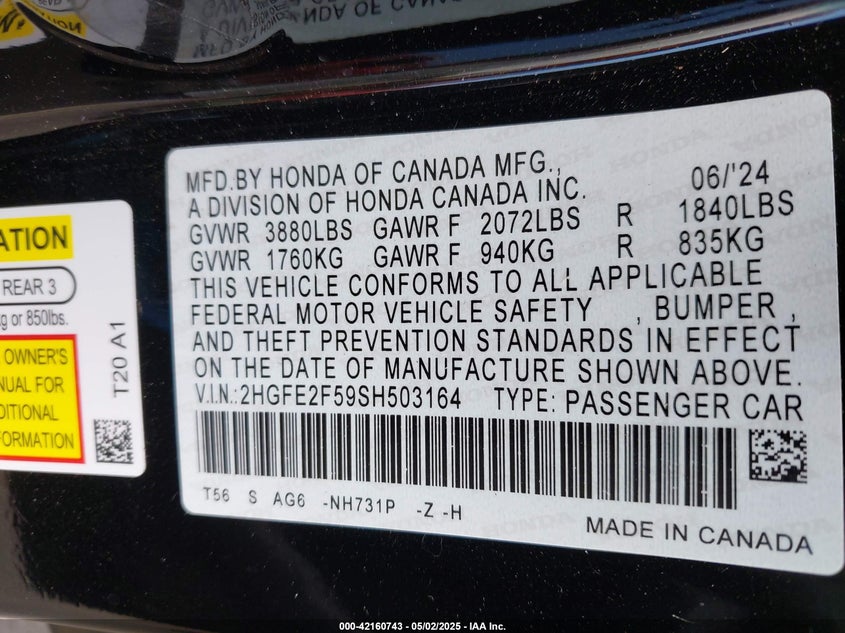 MFD.BY HONDA OF CANADA MFG., 06/'24
A DIVISION OF HONDA CANADA INC.
GVWR 3880LBS GAWR F 2072LBS R 1840LBS
GVWR 1760KG GAWR F 940KG R 835KG
THIS VEHICLE CONFORMS TO ALL APPLICABLE
FEDERAL MOTOR VEHICLE SAFETY , BUMPER ,
AND THEFT PREVENTION STANDARDS IN EFFECT
ON THE DATE OF MANUFACTURE SHOWN ABOVE.
V.I.N.:2HGFE2F59SH503164 TYPE: PASSENGER CAR
T56 S AG6 -NH731P -Z -H
MADE IN CANADA
ATION
REAR 3
kg or 850lbs.
OWNER'S
NUAL FOR
DITIONAL
FORMATION
T20 A1
000-42160743 - 05/02/2025 - IAA Inc.